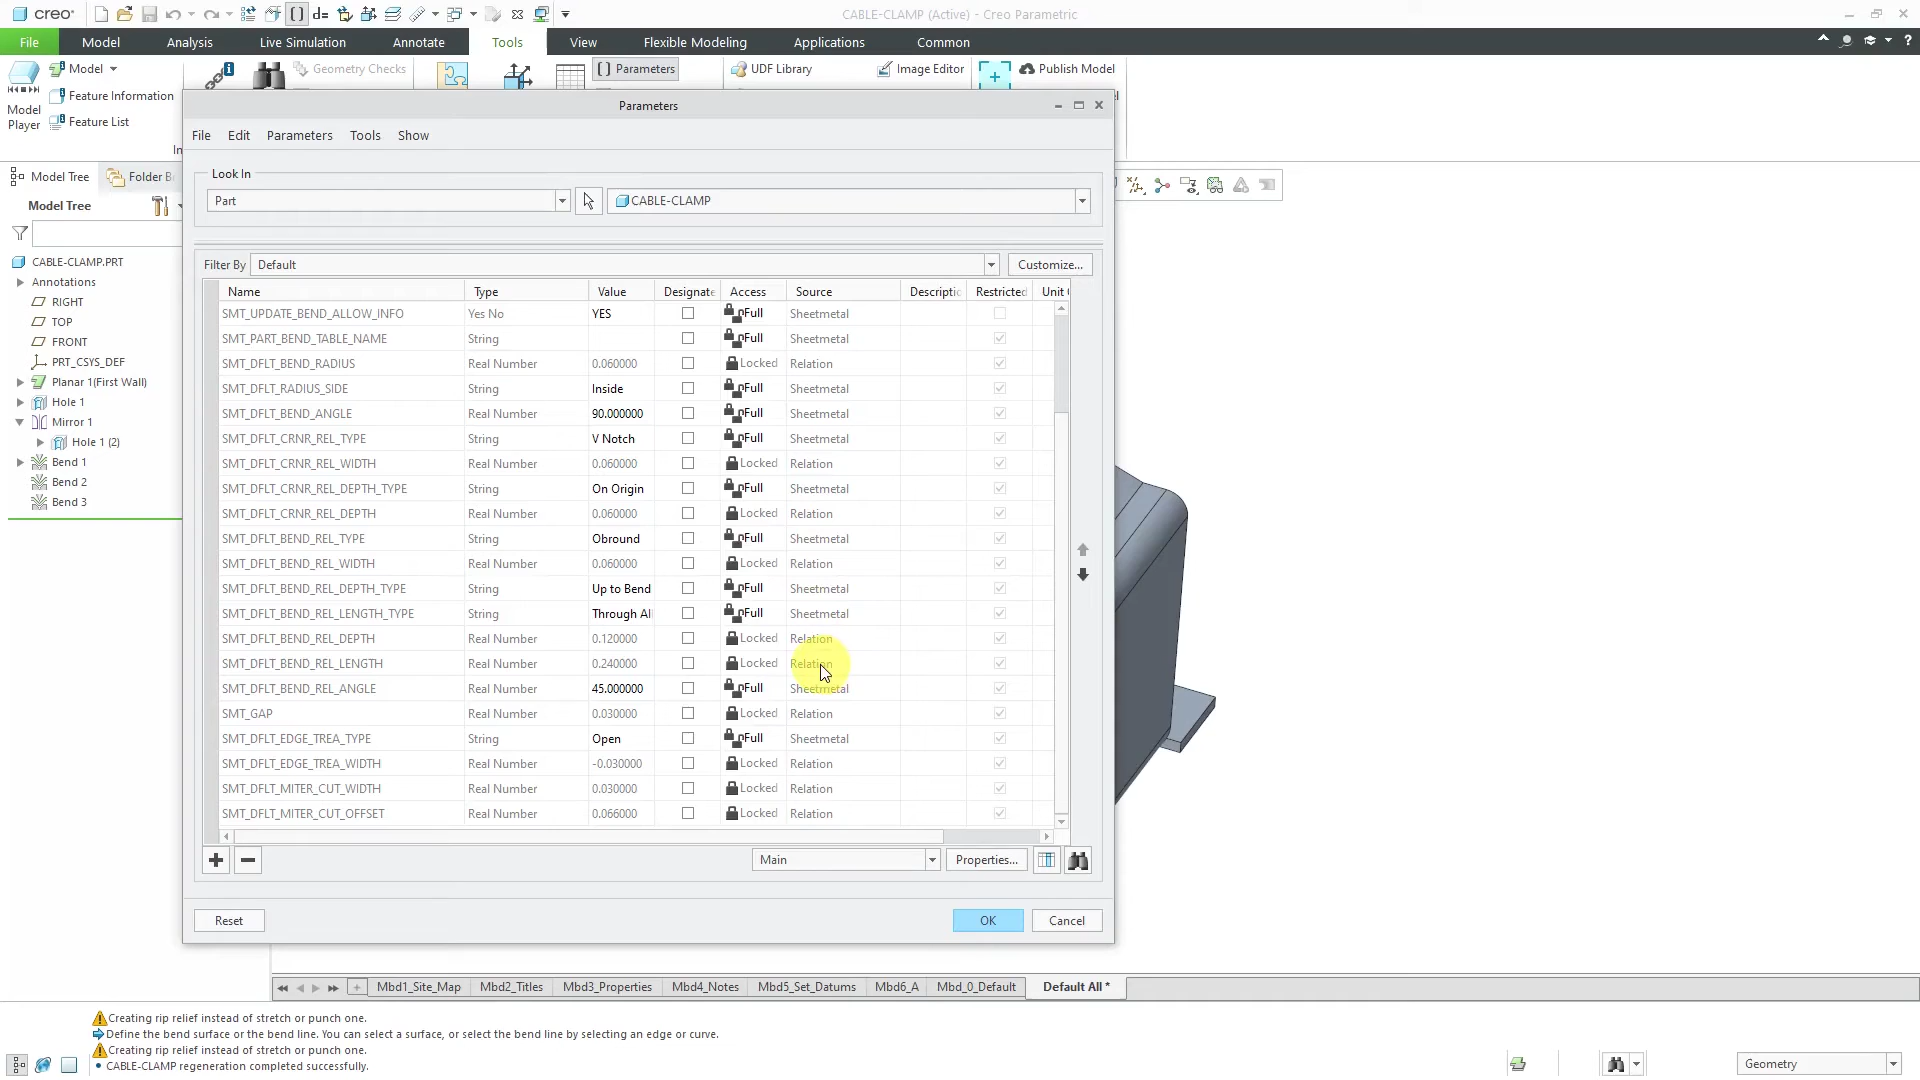 creo
CABLE-CLAMP (Active) - Creo Parametric
File Model Analysis Live Simulation Annotate Tools View Flexible Modeling Applications Common
Model
Geometry Checks
Parameters
UDF Library
Image Editor
Publish Model
Feature Information
Model
Player
Feature List
Parameters
File Edit Parameters Tools Show
Model Tree
Model Tree
CABLE-CLAMP.PRT
Annotations
RIGHT
TOP
FRONT
PRT_CSYS_DEF
Planar 1(First Wall)
Hole 1
Mirror 1
Hole 1 (2)
Bend 1
Bend 2
Bend 3
Look In
Part
CABLE-CLAMP
Filter By Default Customize...
Name Type Value Designate Access Source Descripti Restricted Unit
SMT_UPDATE_BEND_ALLOW_INFO Yes No YES Full Sheetmetal
SMT_PART_BEND_TABLE_NAME String Full Sheetmetal
SMT_DFLT_BEND_RADIUS Real Number 0.060000 Locked Relation
SMT_DFLT_RADIUS_SIDE String Inside Full Sheetmetal
SMT_DFLT_BEND_ANGLE Real Number 90.000000 Full Sheetmetal
SMT_DFLT_CRNR_REL_TYPE String V Notch Full Sheetmetal
SMT_DFLT_CRNR_REL_WIDTH Real Number 0.060000 Locked Relation
SMT_DFLT_CRNR_REL_DEPTH_TYPE String On Origin Full Sheetmetal
SMT_DFLT_CRNR_REL_DEPTH Real Number 0.060000 Locked Relation
SMT_DFLT_BEND_REL_TYPE String Obround Full Sheetmetal
SMT_DFLT_BEND_REL_WIDTH Real Number 0.060000 Locked Relation
SMT_DFLT_BEND_REL_DEPTH_TYPE String Up to Bend Full Sheetmetal
SMT_DFLT_BEND_REL_LENGTH_TYPE String Through Al Full Sheetmetal
SMT_DFLT_BEND_REL_DEPTH Real Number 0.120000 Locked Relation
SMT_DFLT_BEND_REL_LENGTH Real Number 0.240000 Locked Relation
SMT_DFLT_BEND_REL_ANGLE Real Number 45.000000 Full Sheetmetal
SMT_GAP Real Number 0.030000 Locked Relation
SMT_DFLT_EDGE_TREA_TYPE String Open Full Sheetmetal
SMT_DFLT_EDGE_TREA_WIDTH Real Number -0.030000 Locked Relation
SMT_DFLT_MITER_CUT_WIDTH Real Number 0.030000 Locked Relation
SMT_DFLT_MITER_CUT_OFFSET Real Number 0.066000 Locked Relation
Main Properties...
Reset OK Cancel
Mbd1_Site_Map Mbd2_Titles Mbd3_Properties Mbd4_Notes Mbd5_Set_Datums Mbd6_A Mbd_0_Default Default All *
Creating rip relief instead of stretch or punch one.
Define the bend surface or the bend line. You can select a surface, or select the bend line by selecting an edge or curve.
Creating rip relief instead of stretch or punch one.
• CABLE-CLAMP regeneration completed successfully.
Geometry